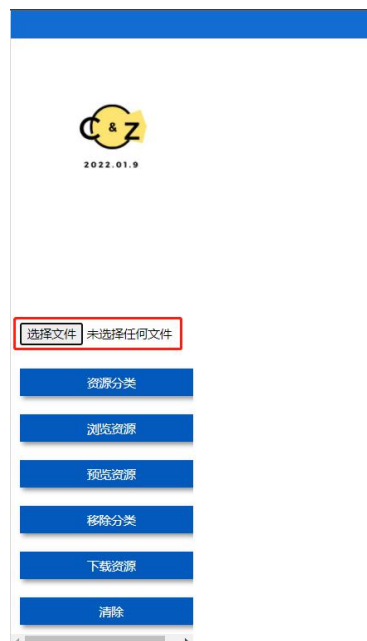 C & Z
2022.01.9
选择文件 未选择任何文件
资源分类
浏览资源
预览资源
移除分类
下载资源
清除